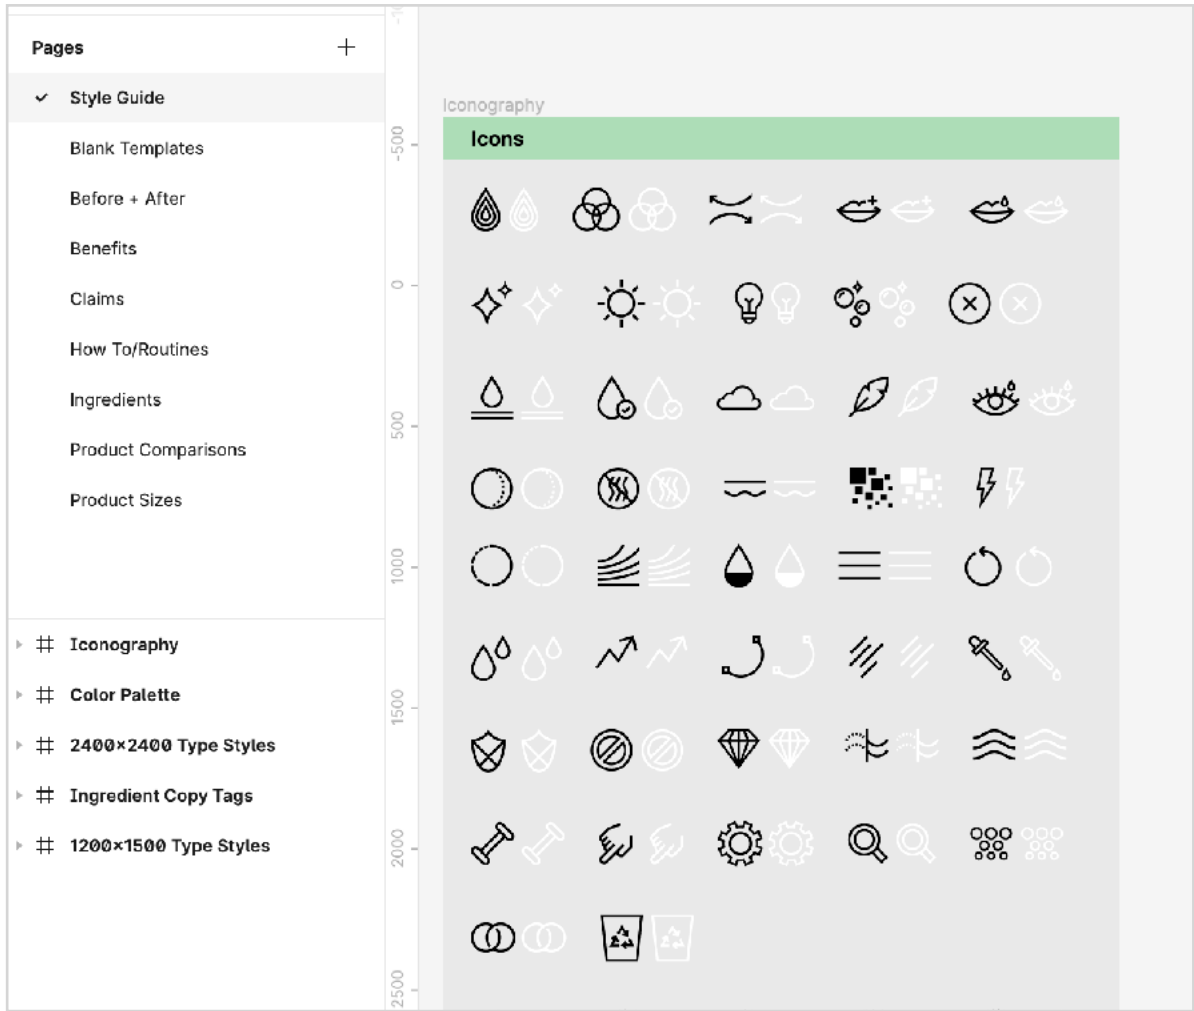 Pages
Style Guide
Blank Templates
Before + After
Benefits
Claims
How To/Routines
Ingredients
Product Comparisons
Product Sizes
Iconography
Color Palette
2400×2400 Type Styles
Ingredient Copy Tags
1200×1500 Type Styles
-500
0
500
1000
1500
2000
2500
Iconography
Icons